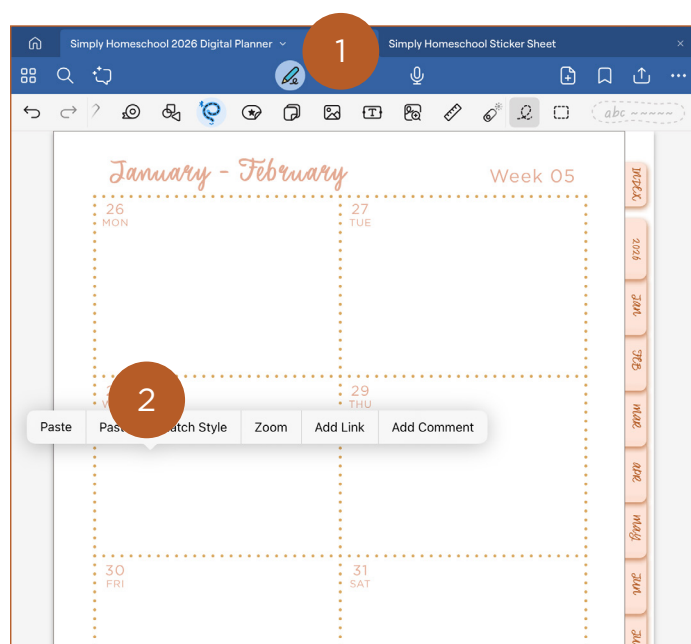 Simply Homeschool 2026 Digital Planner
Simply Homeschool Sticker Sheet
1
abc
January - February
Week 05
INDEX
26
MON
27
TUE
2026
Jan
FEB
2
29
THU
Paste
Zoom
Add Link
Add Comment
Style
mar
apr
may
30
FRI
31
SAT
Jun